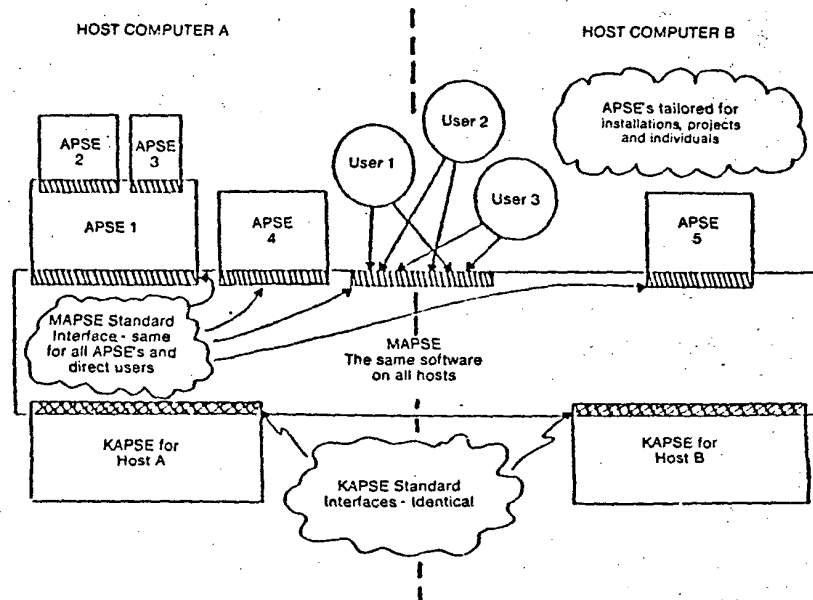 HOST COMPUTER A
HOST COMPUTER B
APSE
2
APSE
3
APSE 1
APSE
4
User 1
User 2
User 3
APSE's tailored for
installations, projects
and individuals
APSE
5
MAPSE Standard
Interface - same
for all APSE's and
direct users
MAPSE
The same software
on all hosts
KAPSE for
Host A
KAPSE Standard
Interfaces - Identical
KAPSE for
Host B